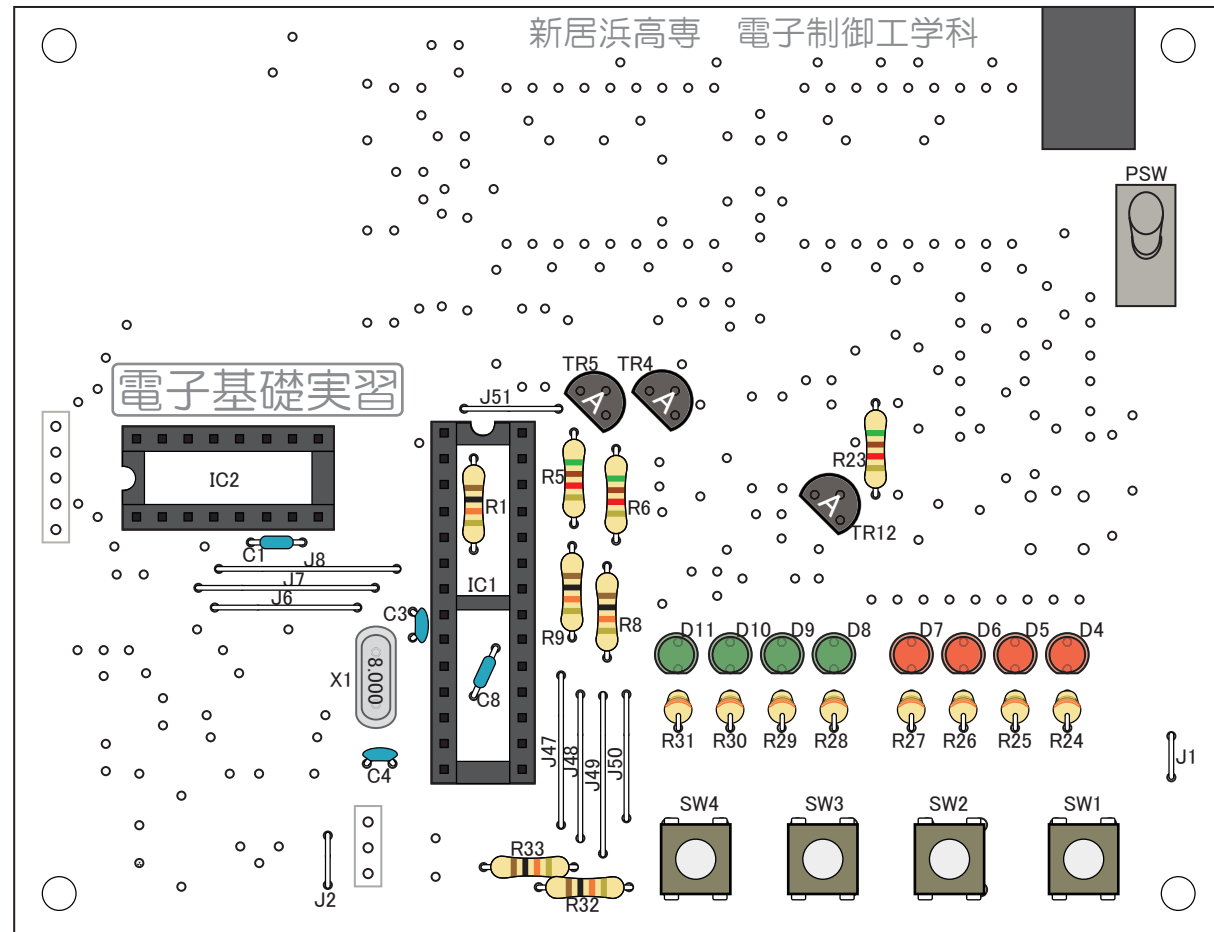 新居浜高専　電子制御工学科
PSW
電子基礎実習
TR5 TR4
J51
A A
IC2
R5
R6
R1
R23
A
TR12
C1
J8
J7
J6
IC1
C3
R9
R8
X1
8.000
C8
C4
D11 D10 D9 D8 D7 D6 D5 D4
R31 R30 R29 R28 R27 R26 R25 R24
J47
J48
J49
J50
J1
SW4 SW3 SW2 SW1
R33
R32
J2